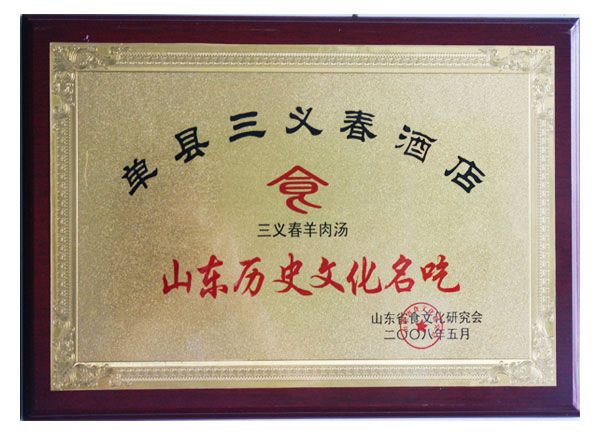 单县三义春酒店
食
三义春羊肉汤
山东历史文化名吃
山东省食文化研究会
二〇〇八年五月